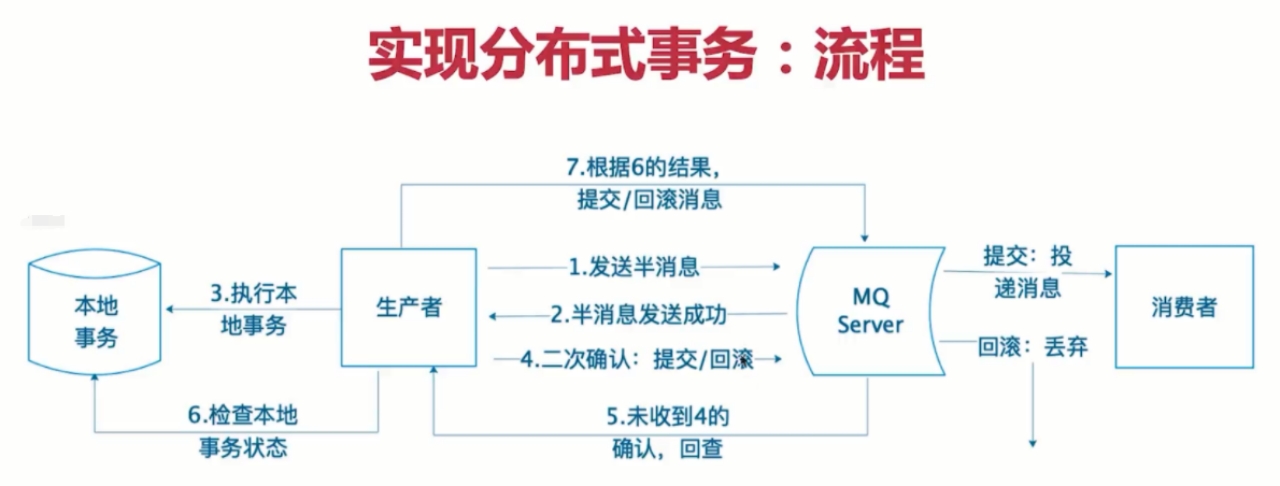 实现分布式事务：流程
7.根据6的结果，
提交/回滚消息
本地
事务
3.执行本
地事务
生产者
1.发送半消息
2.半消息发送成功
4.二次确认：提交/回滚
MQ
Server
提交：投
递消息
回滚：丢弃
消费者
6.检查本地
事务状态
5.未收到4的
确认，回查